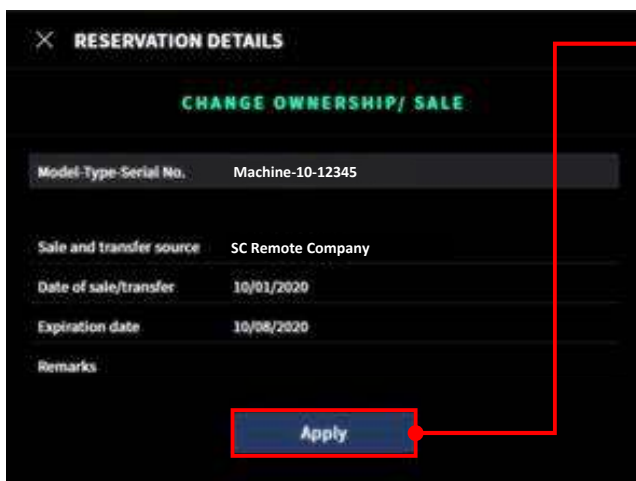 RESERVATION DETAILS
CHANGE OWNERSHIP/ SALE
Model-Type-Serial No. Machine-10-12345
Sale and transfer source SC Remote Company
Date of sale/transfer 10/01/2020
Expiration date 10/08/2020
Remarks
Apply